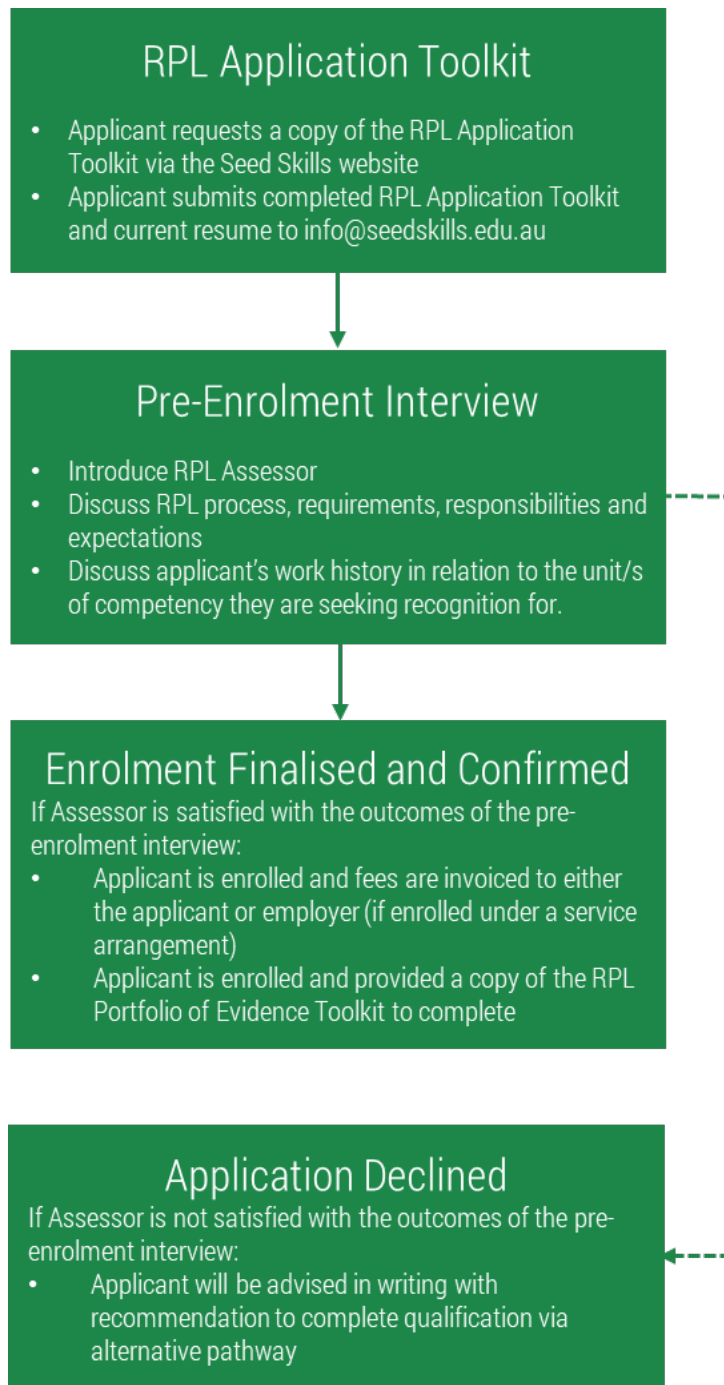 RPL Application Toolkit
• Applicant requests a copy of the RPL Application
Toolkit via the Seed Skills website
• Applicant submits completed RPL Application Toolkit
and current resume to info@seedskills.edu.au
Pre-Enrolment Interview
• Introduce RPL Assessor
• Discuss RPL process, requirements, responsibilities and
expectations
• Discuss applicant's work history in relation to the unit/s
of competency they are seeking recognition for.
Enrolment Finalised and Confirmed
If Assessor is satisfied with the outcomes of the pre-
enrolment interview:
• Applicant is enrolled and fees are invoiced to either
the applicant or employer (if enrolled under a service
arrangement)
• Applicant is enrolled and provided a copy of the RPL
Portfolio of Evidence Toolkit to complete
Application Declined
If Assessor is not satisfied with the outcomes of the pre-
enrolment interview:
• Applicant will be advised in writing with
recommendation to complete qualification via
alternative pathway